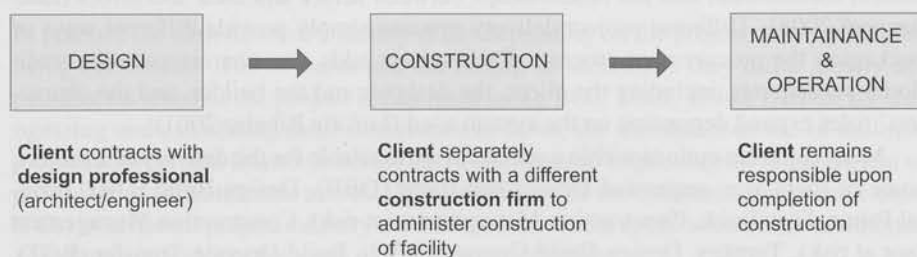 DESIGN
CONSTRUCTION
MAINTAINANCE
&
OPERATION
Client contracts with
design professional
(architect/engineer)
Client separately
contracts with a different
construction firm to
administer construction
of facility
Client remains
responsible upon
completion of
construction